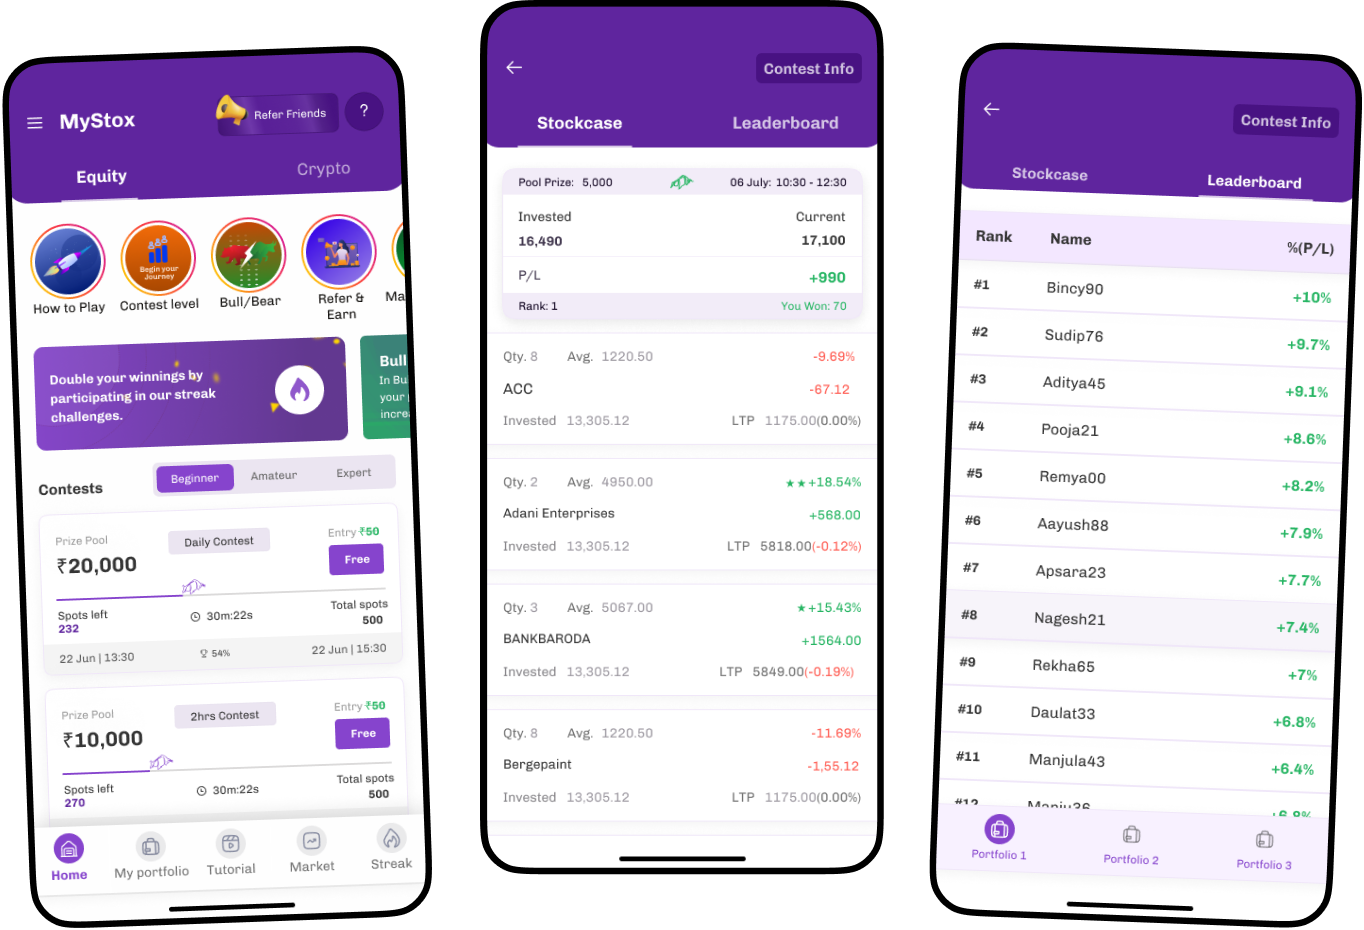 MyStox
Refer Friends
?
Equity
Crypto
Begin your
Journey
How to Play
Contest level
Bull/Bear
Refer &
Earn
Ma
Double your winnings by
participating in our streak
challenges.
Bull
In Bu
your
increa
Contests
Beginner
Amateur
Expert
Prize Pool
Daily Contest
Entry ₹50
₹20,000
Free
Spots left
232
30m:22s
Total spots
500
22 Jun | 13:30
54%
22 Jun | 15:30
Prize Pool
2hrs Contest
Entry ₹50
₹10,000
Free
Spots left
270
30m:22s
Total spots
500
Home
My portfolio
Tutorial
Market
Streak
Contest Info
Stockcase
Leaderboard
Pool Prize: 5,000
06 July: 10:30 - 12:30
Invested
Current
16,490
17,100
P/L
+990
Rank: 1
You Won: 70
Qty. 8 Avg. 1220.50 -9.69%
ACC -67.12
Invested 13,305.12 LTP 1175.00(0.00%)
Qty. 2 Avg. 4950.00 ★★+18.54%
Adani Enterprises +568.00
Invested 13,305.12 LTP 5818.00(-0.12%)
Qty. 3 Avg. 5067.00 ★+15.43%
BANKBARODA +1564.00
Invested 13,305.12 LTP 5849.00(-0.19%)
Qty. 8 Avg. 1220.50 -11.69%
Bergepaint -1,55.12
Invested 13,305.12 LTP 1175.00(0.00%)
Contest Info
Stockcase
Leaderboard
Rank Name %(P/L)
#1 Bincy90 +10%
#2 Sudip76 +9.7%
#3 Aditya45 +9.1%
#4 Pooja21 +8.6%
#5 Remya00 +8.2%
#6 Aayush88 +7.9%
#7 Apsara23 +7.7%
#8 Nagesh21 +7.4%
#9 Rekha65 +7%
#10 Daulat33 +6.8%
#11 Manjula43 +6.4%
#12
Portfolio 1
Portfolio 2
Portfolio 3